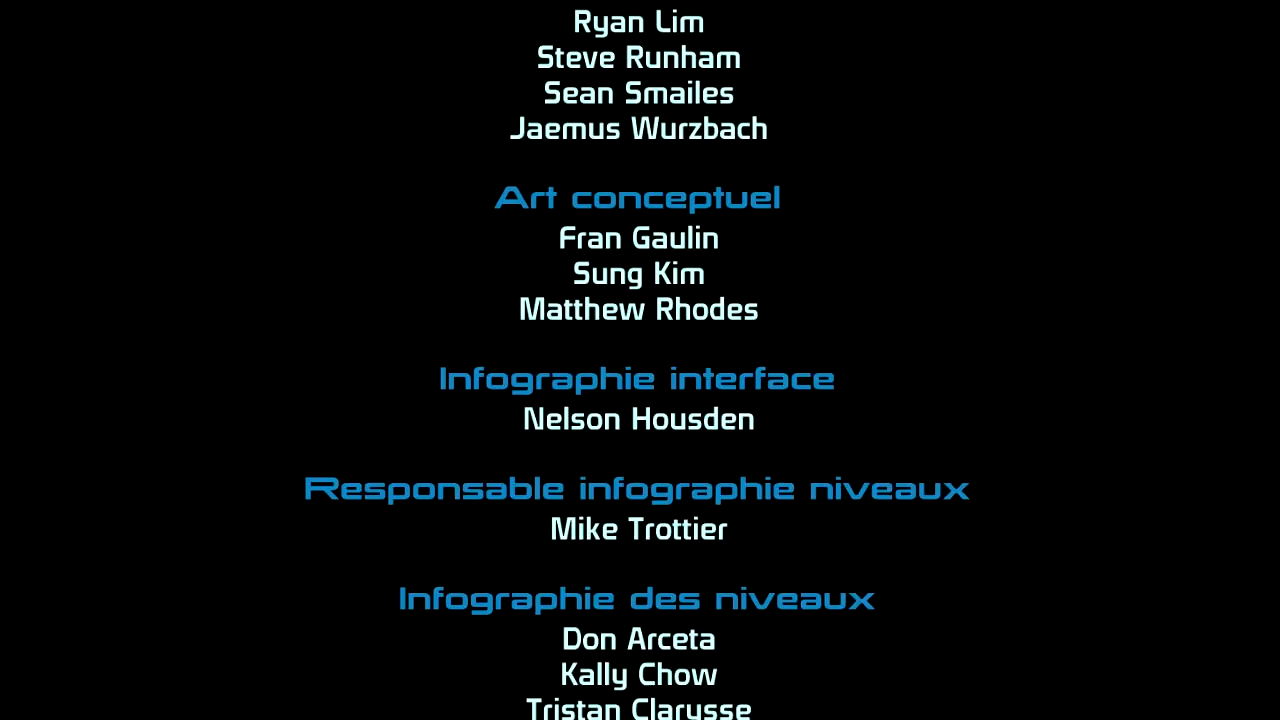 Ryan Lim
Steve Runham
Sean Smailes
Jaemus Wurzbach
Art conceptuel
Fran Gaulin
Sung Kim
Matthew Rhodes
Infographie interface
Nelson Housden
Responsable infographie niveaux
Mike Trottier
Infographie des niveaux
Don Arceta
Kally Chow
Tristan Clarysse